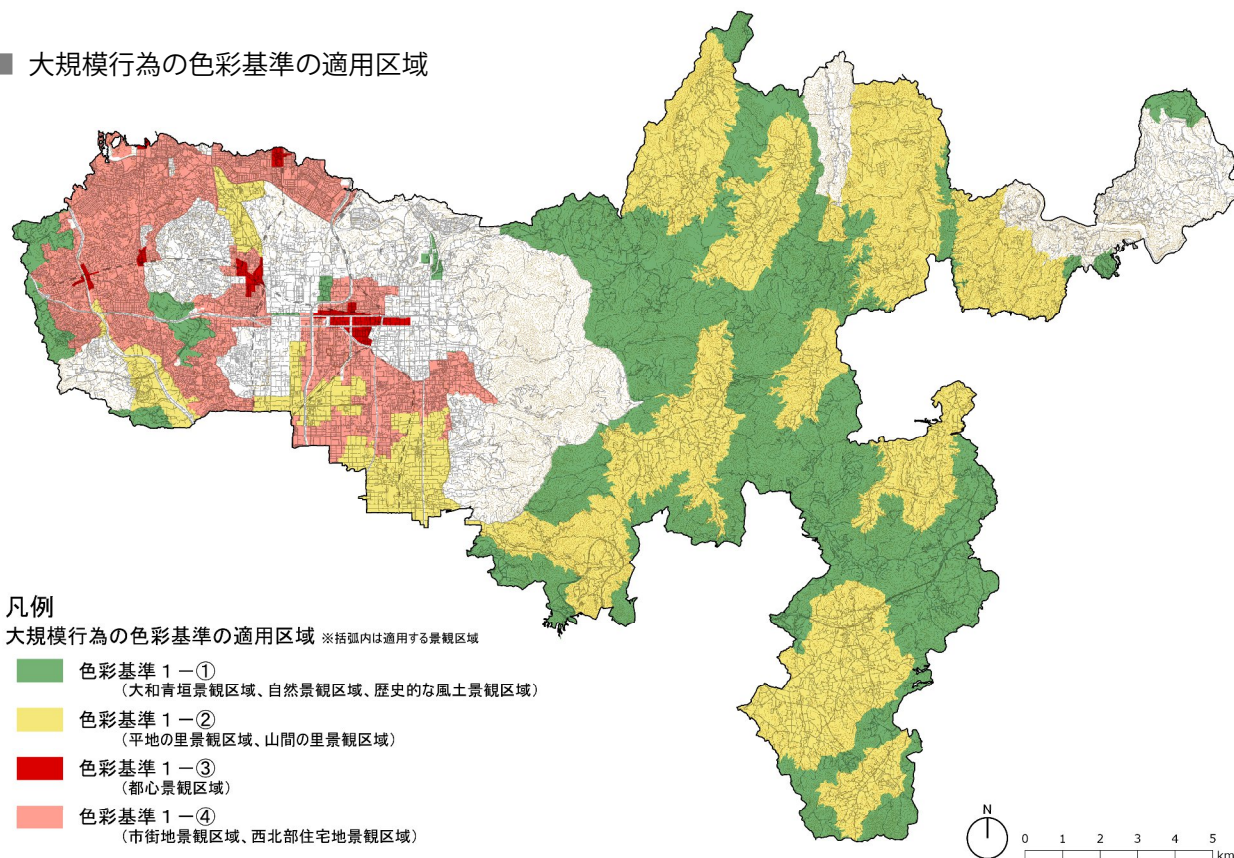 ■ 大規模行為の色彩基準の適用区域
凡例
大規模行為の色彩基準の適用区域 ※括弧内は適用する景観区域
色彩基準1－①
（大和青垣景観区域、自然景観区域、歴史的な風土景観区域）
色彩基準1－②
（平地の里景観区域、山間の里景観区域）
色彩基準1－③
（都心景観区域）
色彩基準1－④
（市街地景観区域、西北部住宅地景観区域）
N
0 1 2 3 4 5
km